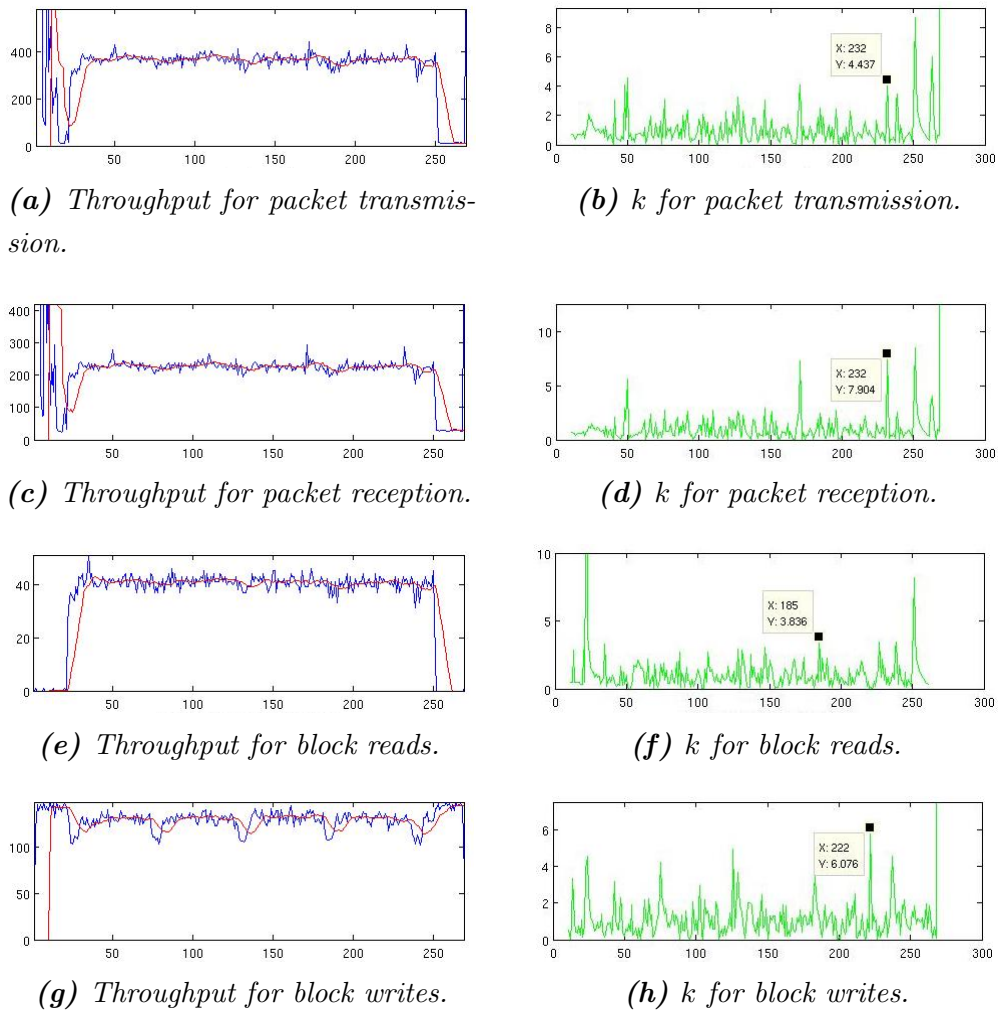 400
200
0
50 100 150 200 250
8
6
4
2
0
X: 232
Y: 4.437
0 50 100 150 200 250 300
(a) Throughput for packet transmis-
sion.
(b) k for packet transmission.
400
300
200
100
0
50 100 150 200 250
10
5
0
X: 232
Y: 7.904
0 50 100 150 200 250 300
(c) Throughput for packet reception.
(d) k for packet reception.
40
20
0
50 100 150 200 250
10
5
0
X: 185
Y: 3.836
0 50 100 150 200 250 300
(e) Throughput for block reads.
(f) k for block reads.
100
50
0
50 100 150 200 250
6
4
2
0
X: 222
Y: 6.076
0 50 100 150 200 250 300
(g) Throughput for block writes.
(h) k for block writes.